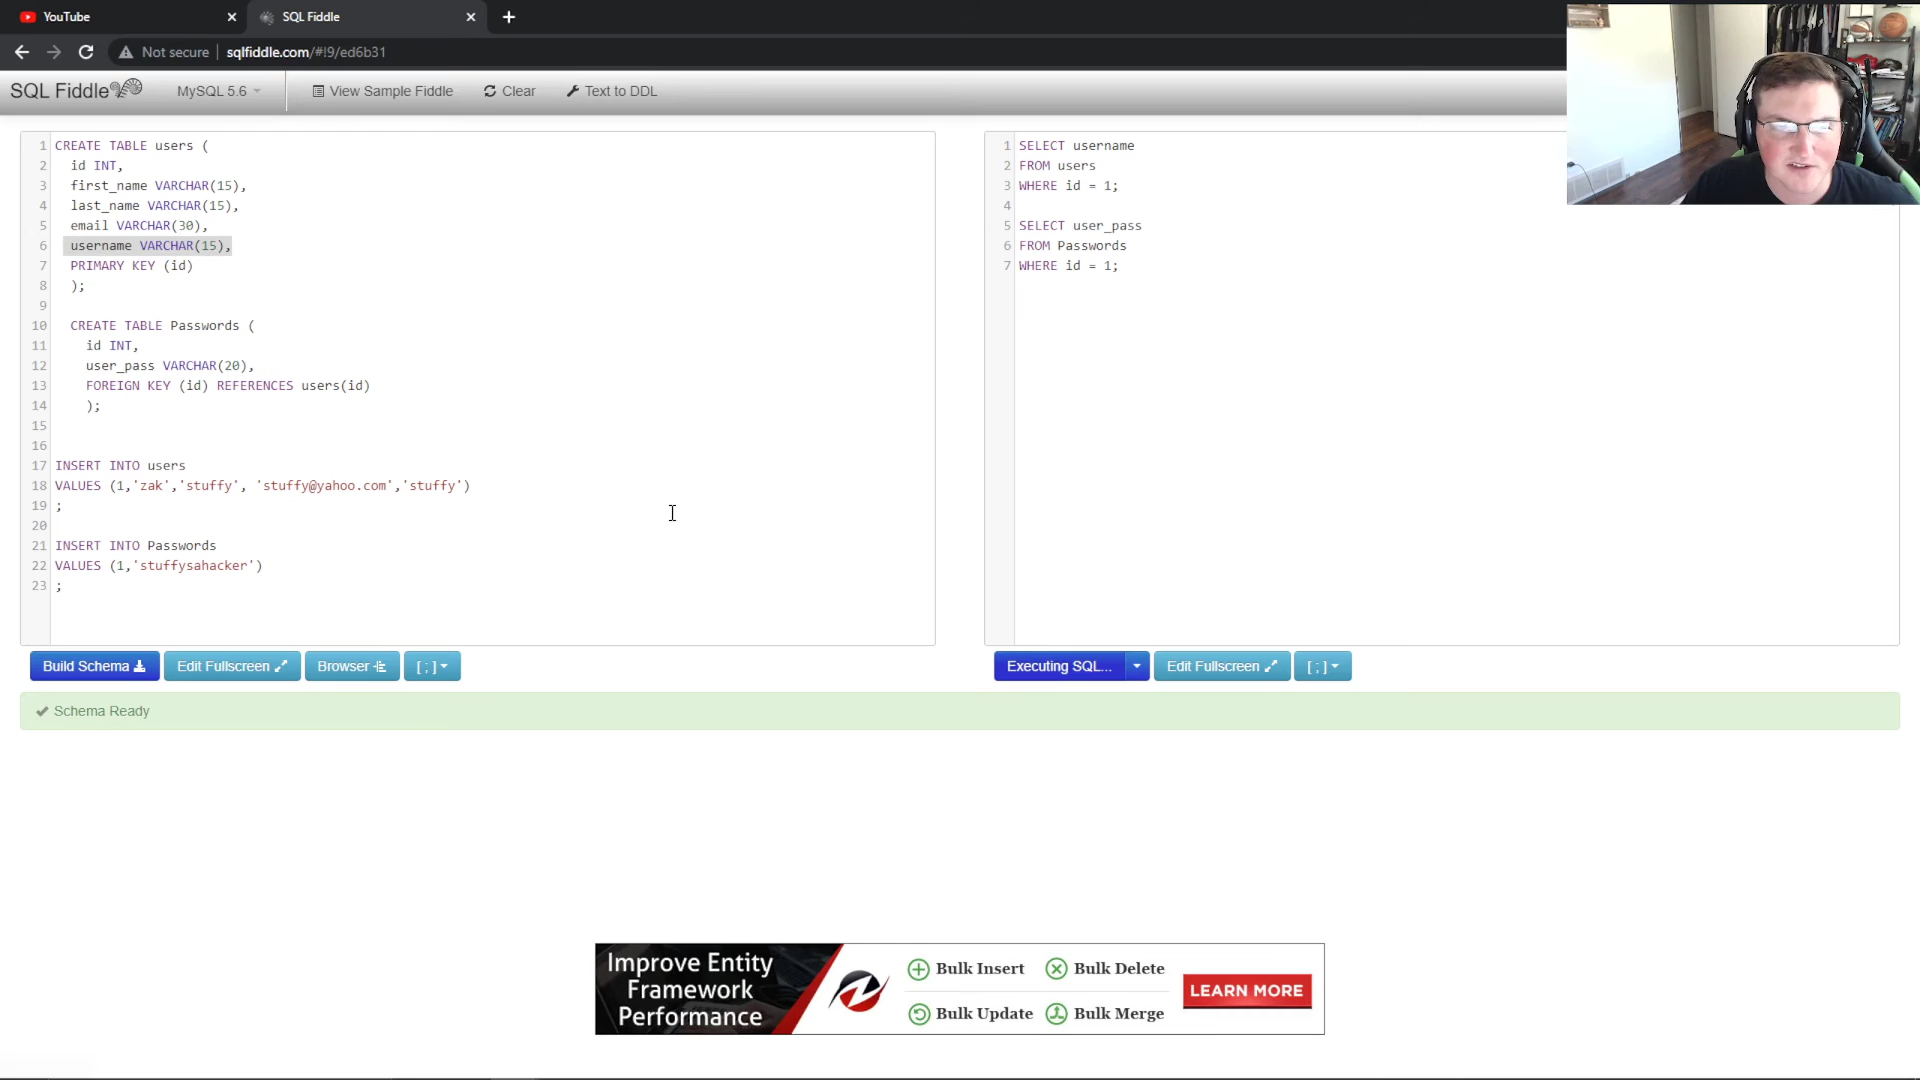 YouTube
SQL Fiddle
Not secure
sqlfiddle.com/#!9/ed6b31
SQL Fiddle
MySQL 5.6
View Sample Fiddle
Clear
Text to DDL
1 CREATE TABLE users (
2 id INT,
3 first_name VARCHAR(15),
4 last_name VARCHAR(15),
5 email VARCHAR(30),
6 username VARCHAR(15),
7 PRIMARY KEY (id)
8 );
9
10 CREATE TABLE Passwords (
11 id INT,
12 user_pass VARCHAR(20),
13 FOREIGN KEY (id) REFERENCES users(id)
14 );
15
16
17 INSERT INTO users
18 VALUES (1,'zak','stuffy', 'stuffy@yahoo.com','stuffy')
19 ;
20
21 INSERT INTO Passwords
22 VALUES (1,'stuffysahacker')
23 ;
1 SELECT username
2 FROM users
3 WHERE id = 1;
4
5 SELECT user_pass
6 FROM Passwords
7 WHERE id = 1;
Build Schema
Edit Fullscreen
Browser
[ ; ]
Executing SQL...
Edit Fullscreen
[ ; ]
Schema Ready
Improve Entity
Framework
Performance
Bulk Insert
Bulk Delete
Bulk Update
Bulk Merge
LEARN MORE